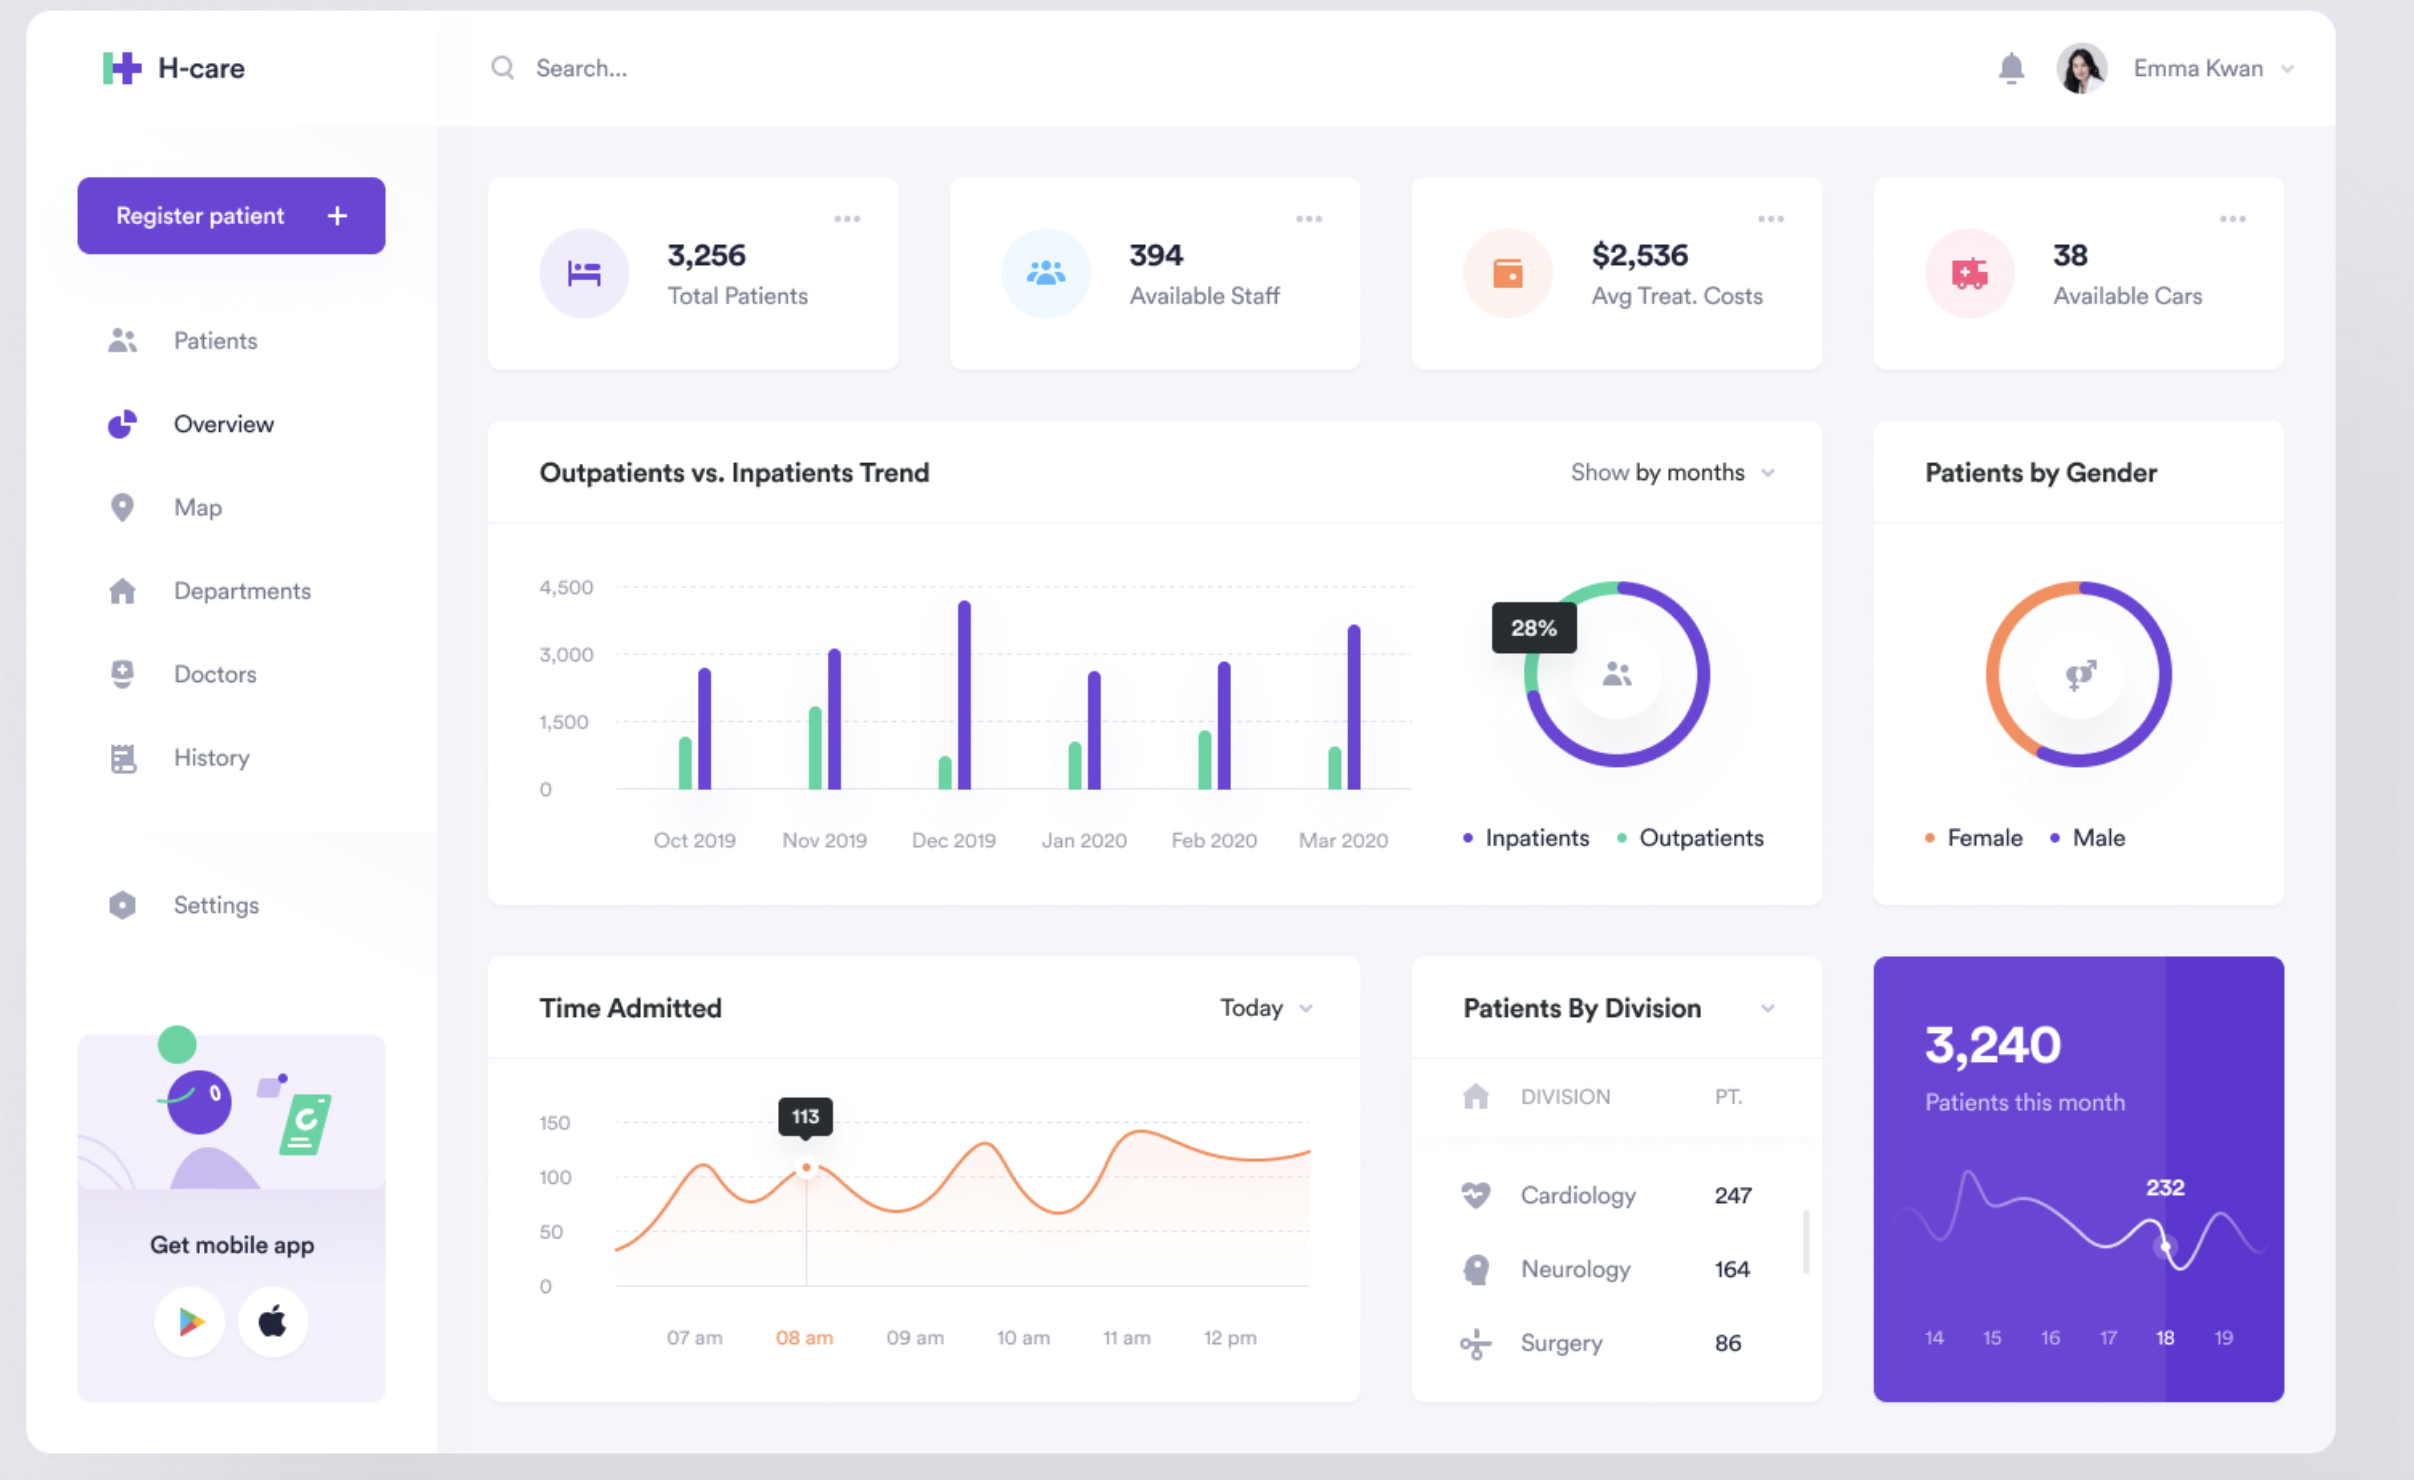 H-care
Search...
Emma Kwan
Register patient +
Patients
Overview
Map
Departments
Doctors
History
Settings
Get mobile app
3,256
Total Patients
394
Available Staff
$2,536
Avg Treat. Costs
38
Available Cars
Outpatients vs. Inpatients Trend
Show by months
4,500
3,000
1,500
0
Oct 2019 Nov 2019 Dec 2019 Jan 2020 Feb 2020 Mar 2020
28%
Inpatients Outpatients
Patients by Gender
Female Male
Time Admitted
Today
150
100
50
0
113
07 am 08 am 09 am 10 am 11 am 12 pm
Patients By Division
DIVISION PT.
Cardiology 247
Neurology 164
Surgery 86
3,240
Patients this month
232
14 15 16 17 18 19